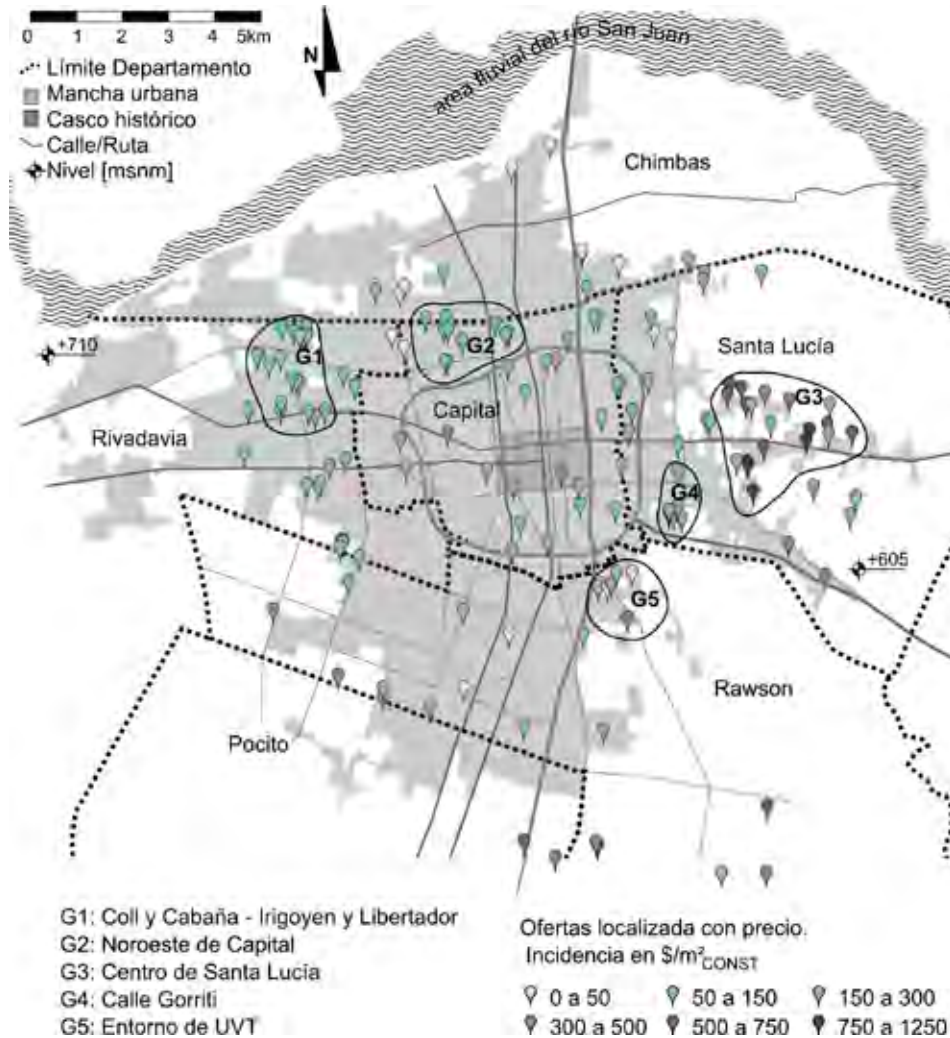 0 1 2 3 4 5km
N
Límite Departamento
Mancha urbana
Casco histórico
Calle/Ruta
Nivel [msnm]
area fluvial del río San Juan
Chimbas
+710
G1
G2
Santa Lucía
G3
Capital
Rivadavia
G4
+605
G5
Rawson
Pocito
G1: Coll y Cabaña - Irigoyen y Libertador
G2: Noroeste de Capital
G3: Centro de Santa Lucía
G4: Calle Gorriti
G5: Entorno de UVT
Ofertas localizada con precio.
Incidencia en $/m² CONST
0 a 50 50 a 150 150 a 300
300 a 500 500 a 750 750 a 1250